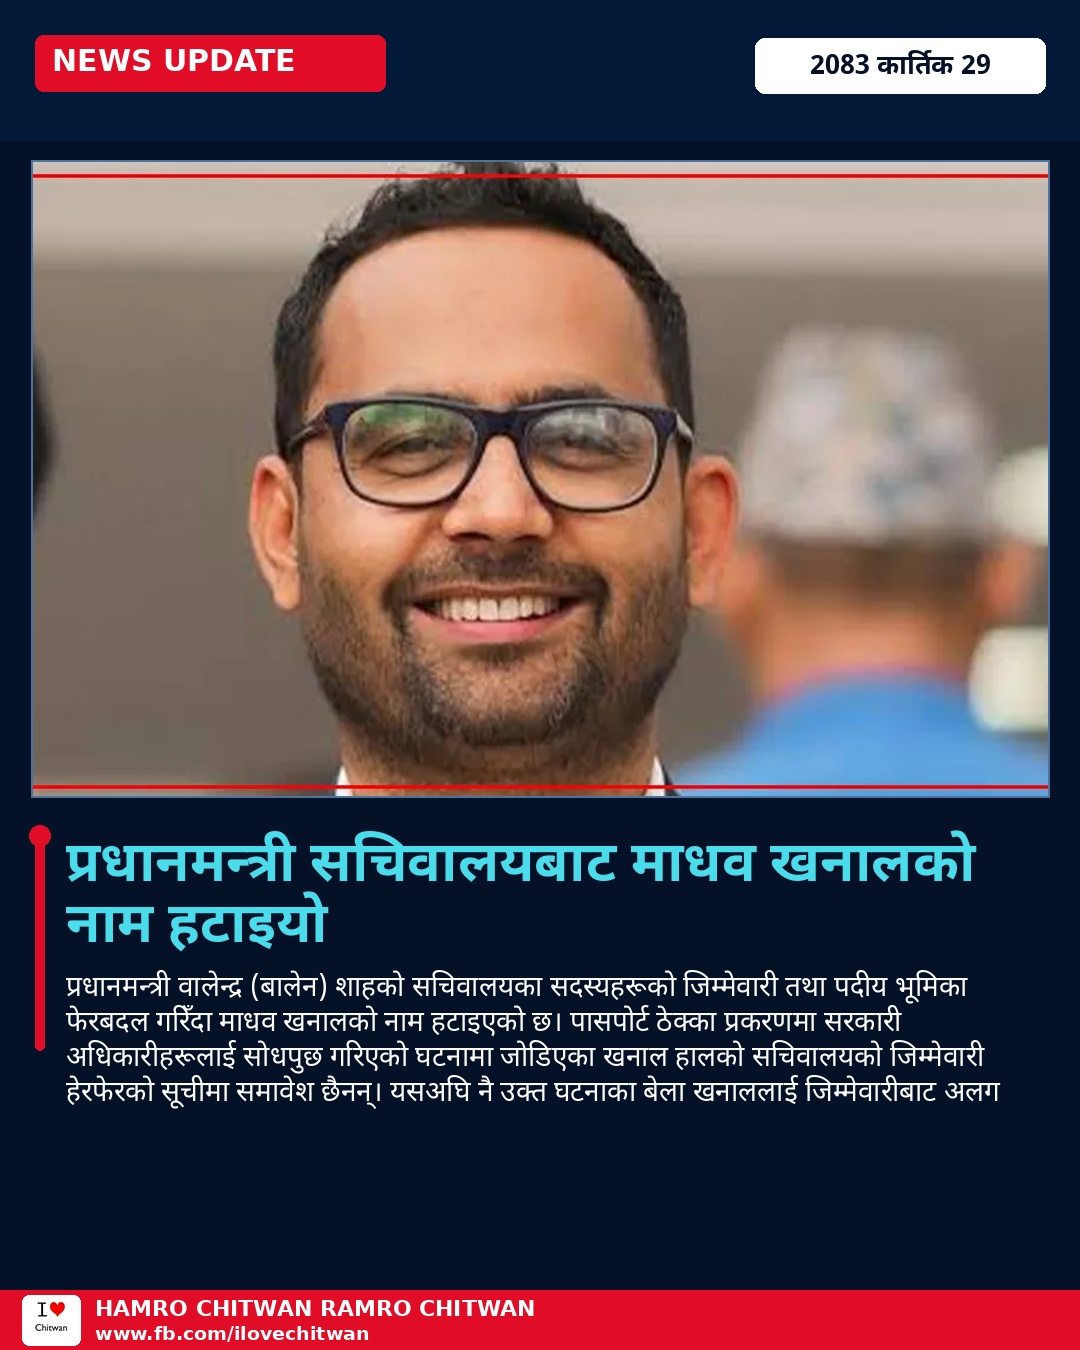 NEWS UPDATE
2083 कार्तिक 29
प्रधानमन्त्री सचिवालयबाट माधव खनालको
नाम हटाइयो
प्रधानमन्त्री वालेन्द्र (बालेन) शाहको सचिवालयका सदस्यहरूको जिम्मेवारी तथा पदीय भूमिका
फेरबदल गरिँदा माधव खनालको नाम हटाइएको छ। पासपोर्ट ठेक्का प्रकरणमा सरकारी
अधिकारीहरूलाई सोधपुछ गरिएको घटनामा जोडिएका खनाल हालको सचिवालयको जिम्मेवारी
हेरफेरको सूचीमा समावेश छैनन्। यसअघि नै उक्त घटनाका बेला खनाललाई जिम्मेवारीबाट अलग
I❤
Chitwan
HAMRO CHITWAN RAMRO CHITWAN
www.fb.com/ilovechitwan